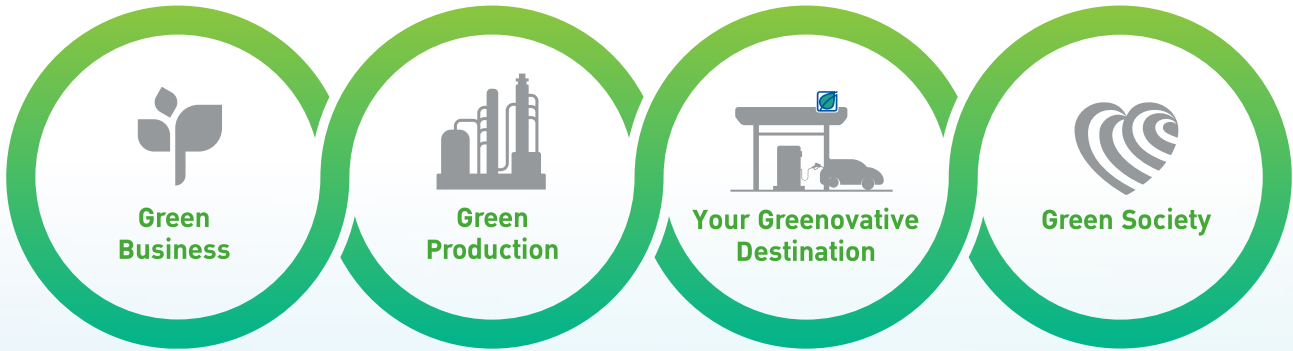 Green
Business
Green
Production
Your Greenovative
Destination
Green Society